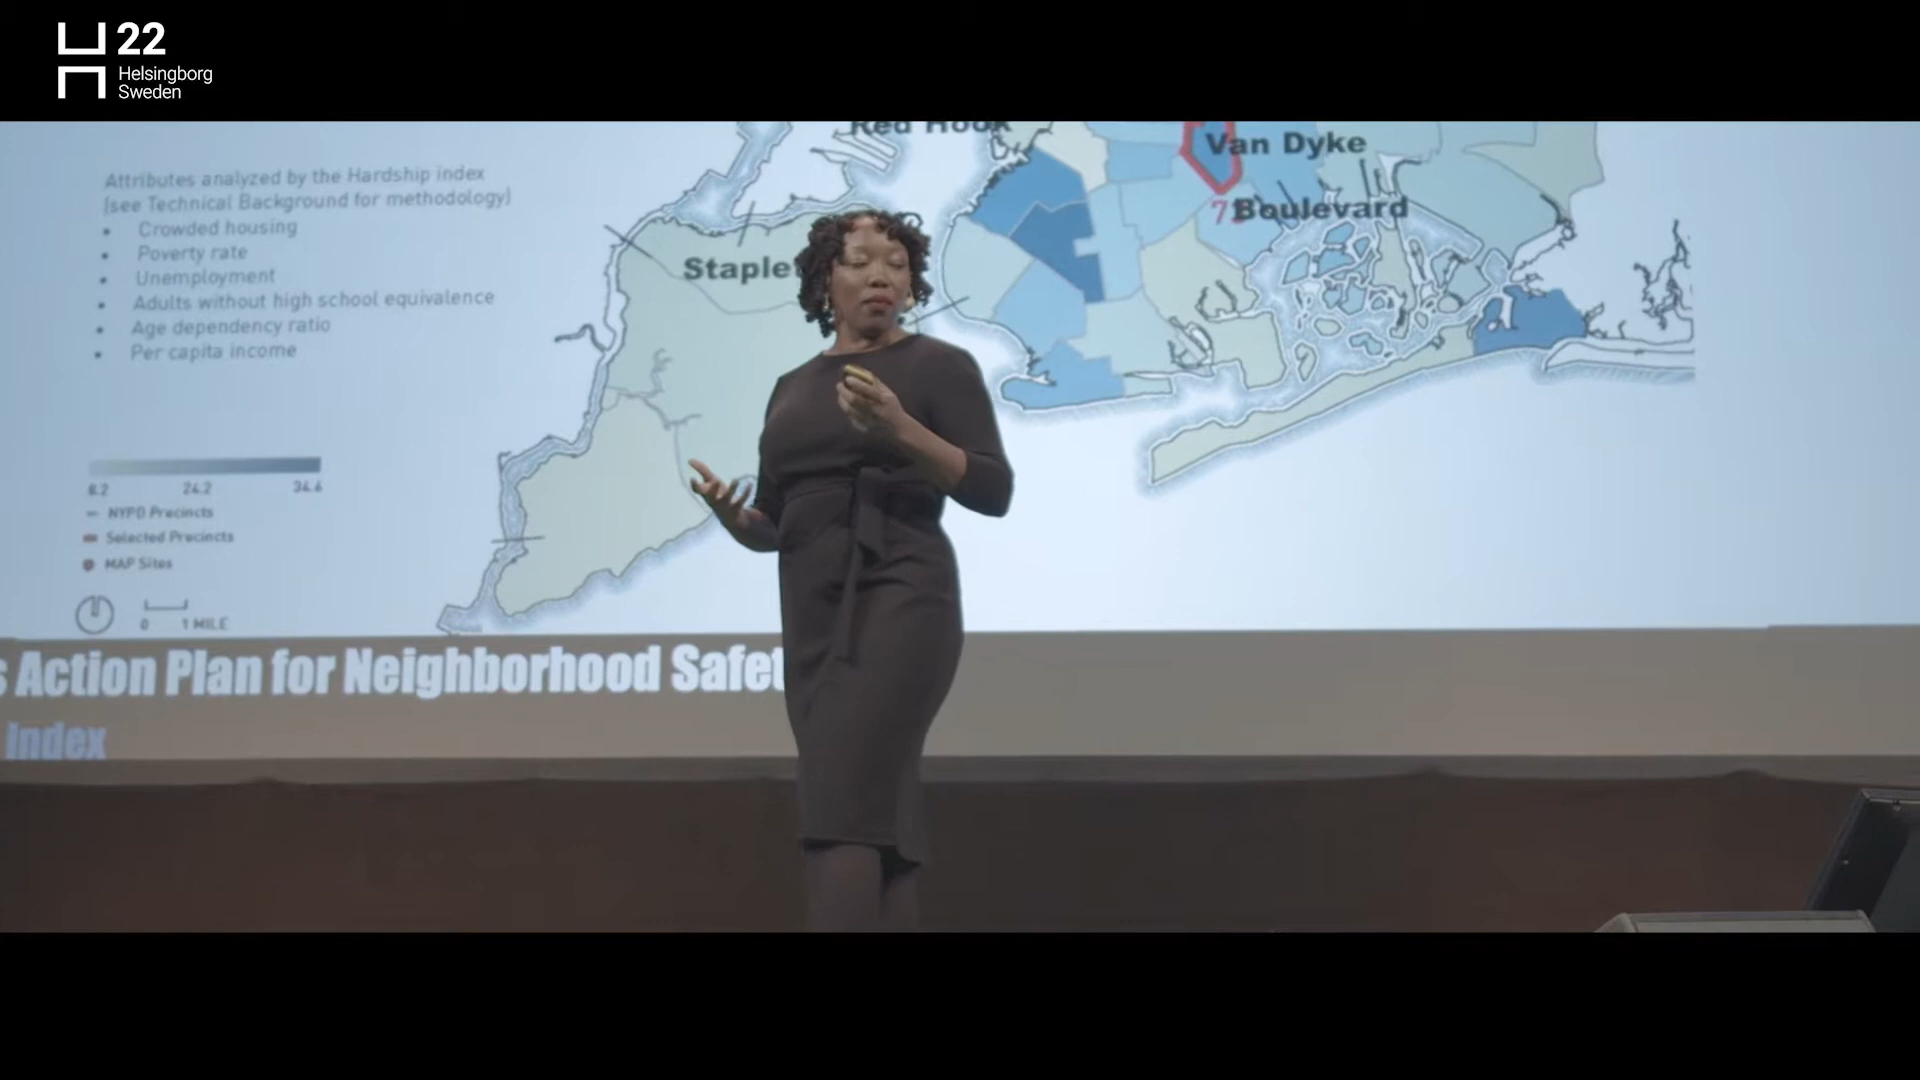 22
Helsingborg
Sweden
Red Hook
Van Dyke
Boulevard
Attributes analyzed by the Hardship index
(see Technical Background for methodology)
• Crowded housing
• Poverty rate
• Unemployment
• Adults without high school equivalence
• Age dependency ratio
• Per capita income
8.2 24.2 34.6
NYPD Precincts
Selected Precincts
MAP Sites
0 1 MILE
Action Plan for Neighborhood
Index